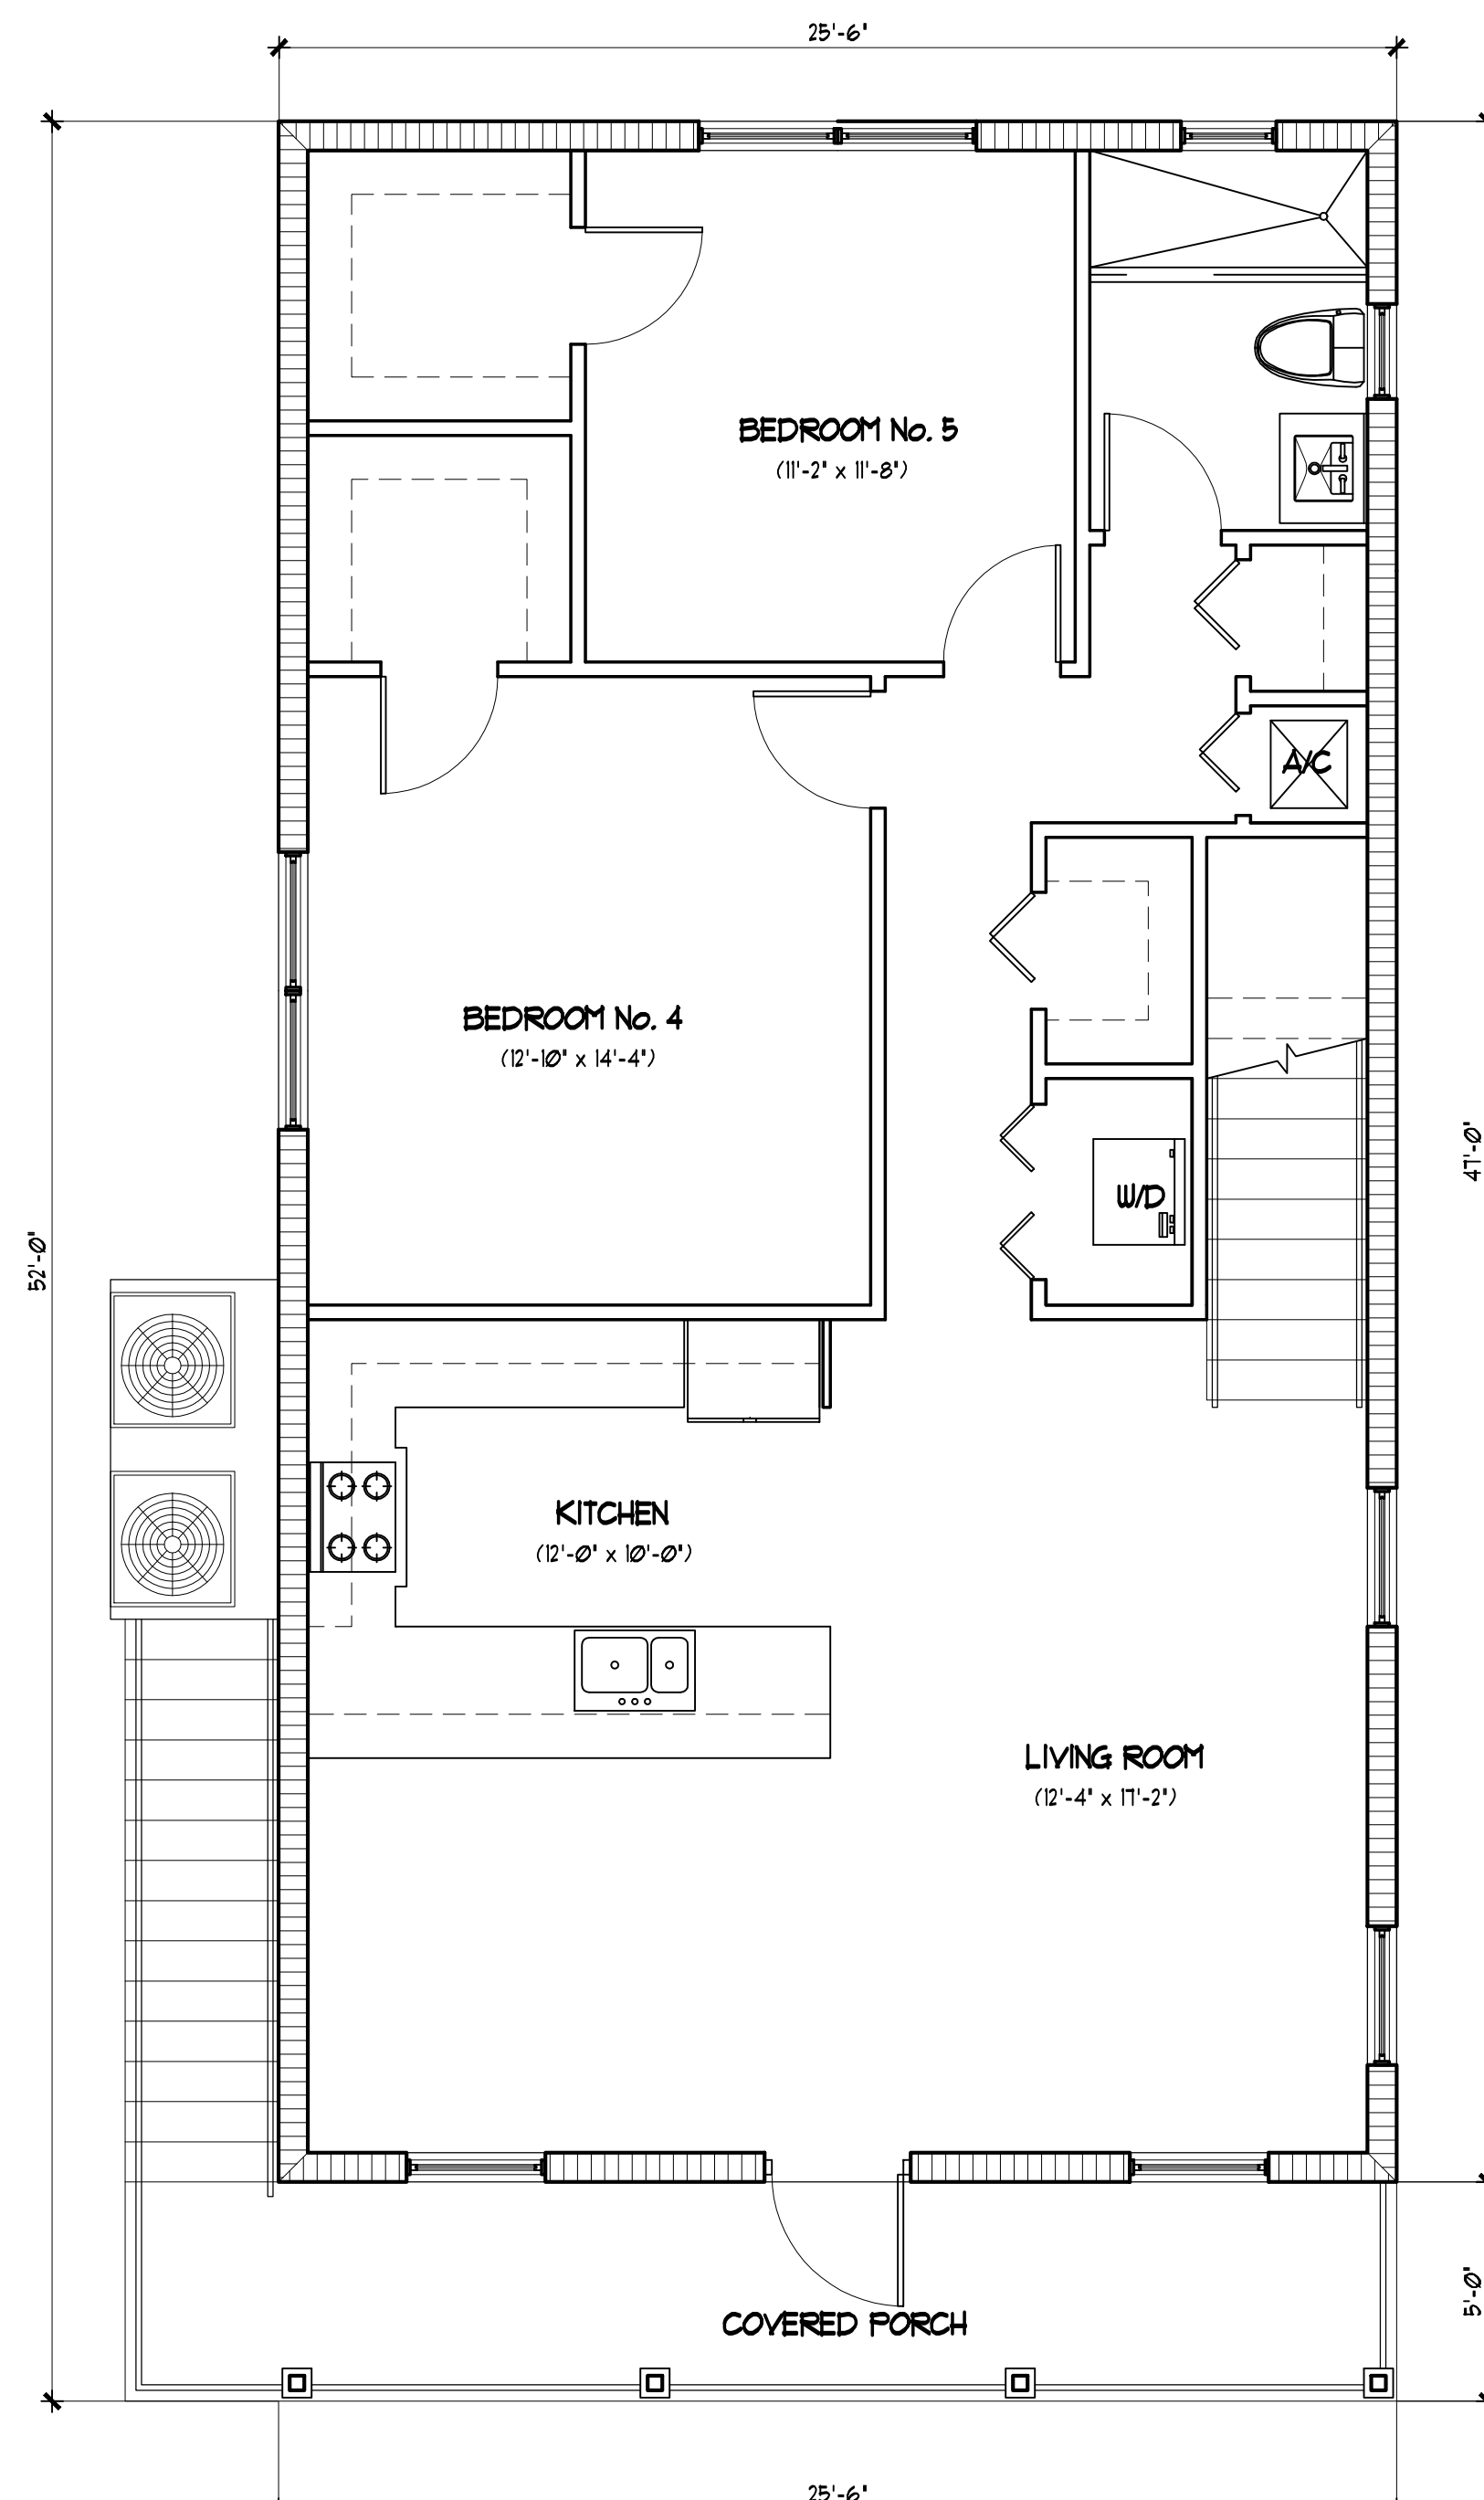 25'-6"
BEDROOM No. 5
(11'-2" x 11'-8")
A/C
BEDROOM No. 4
(12'-10" x 14'-4")
47'-0"
W/D
52'-0"
KITCHEN
(12'-0" x 10'-0")
LIVING ROOM
(12'-4" x 17'-2")
5'-0"
COVERED PORCH
25'-6"